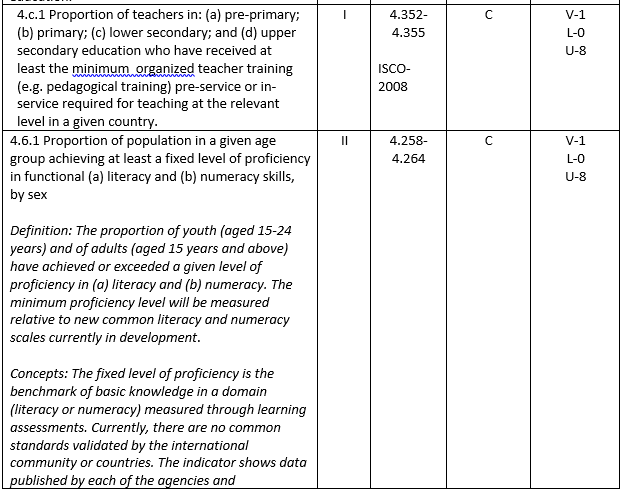 education.
4.c.1 Proportion of teachers in: (a) pre-primary;
(b) primary; (c) lower secondary; and (d) upper
secondary education who have received at
least the minimum organized teacher training
(e.g. pedagogical training) pre-service or in-
service required for teaching at the relevant
level in a given country.
I
4.352-
4.355
ISCO-
2008
C
V-1
L-0
U-8
4.6.1 Proportion of population in a given age
group achieving at least a fixed level of proficiency
in functional (a) literacy and (b) numeracy skills,
by sex
Definition: The proportion of youth (aged 15-24
years) and of adults (aged 15 years and above)
have achieved or exceeded a given level of
proficiency in (a) literacy and (b) numeracy. The
minimum proficiency level will be measured
relative to new common literacy and numeracy
scales currently in development.
Concepts: The fixed level of proficiency is the
benchmark of basic knowledge in a domain
(literacy or numeracy) measured through learning
assessments. Currently, there are no common
standards validated by the international
community or countries. The indicator shows data
published by each of the agencies and
II
4.258-
4.264
C
V-1
L-0
U-8